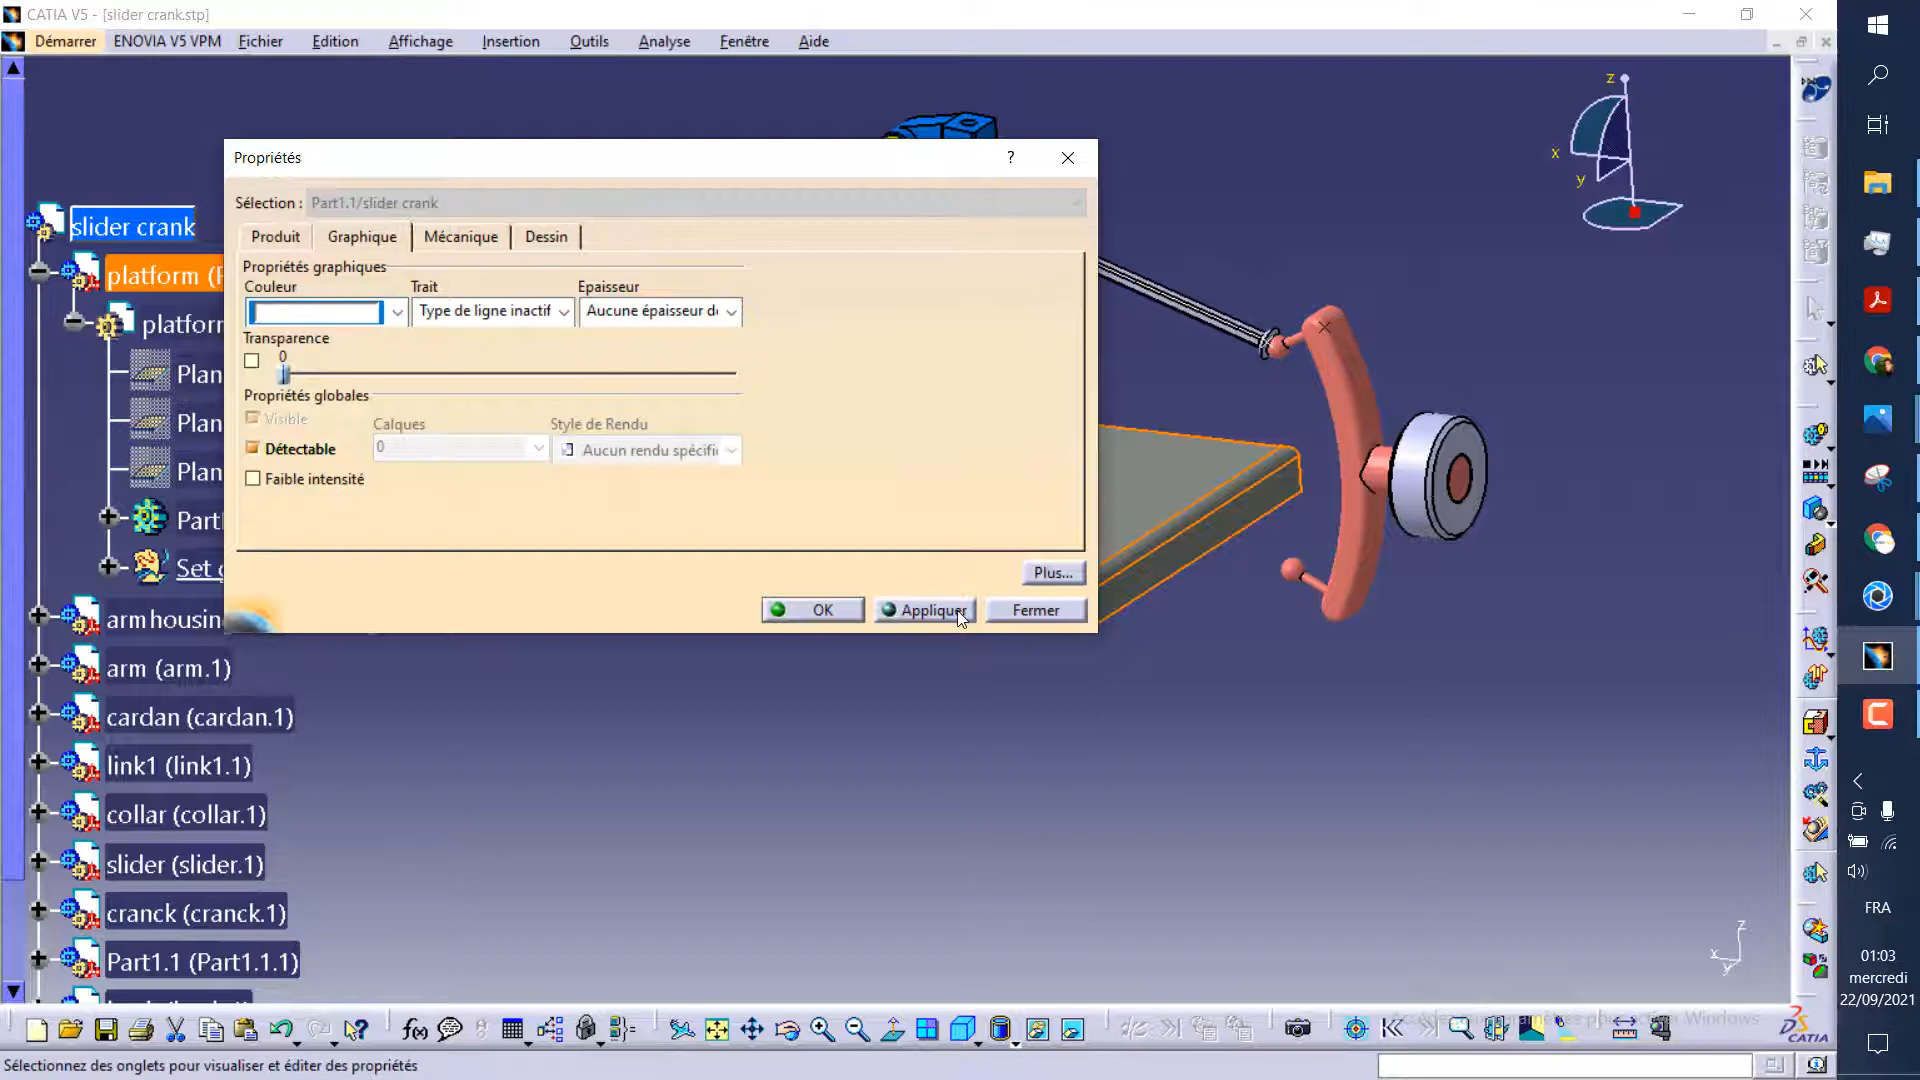 CATIA V5 - [slider crank.stp]
Démarrer ENOVIA V5 VPM Fichier Edition Affichage Insertion Outils Analyse Fenêtre Aide
z
x
y
Propriétés
?
Sélection : Part1.1/slider crank
Produit Graphique Mécanique Dessin
Propriétés graphiques
Couleur Trait Epaisseur
Type de ligne inactif Aucune épaisseur de
Transparence
0
Propriétés globales
Visible
Calques Style de Rendu
Détectable 0 Aucun rendu spécifi
Faible intensité
Plus...
OK Appliquer Fermer
slider crank
platform (P
platform
Plan
Plan
Plan
Part
Set
armhousin
arm (arm.1)
cardan (cardan.1)
link1 (link1.1)
collar (collar.1)
slider (slider.1)
cranck (cranck.1)
Part1.1 (Part1.1.1)
z
x
y
f(x)
Windows
CATIA
Sélectionnez des onglets pour visualiser et éditer des propriétés
FRA
01:03
mercredi
22/09/2021